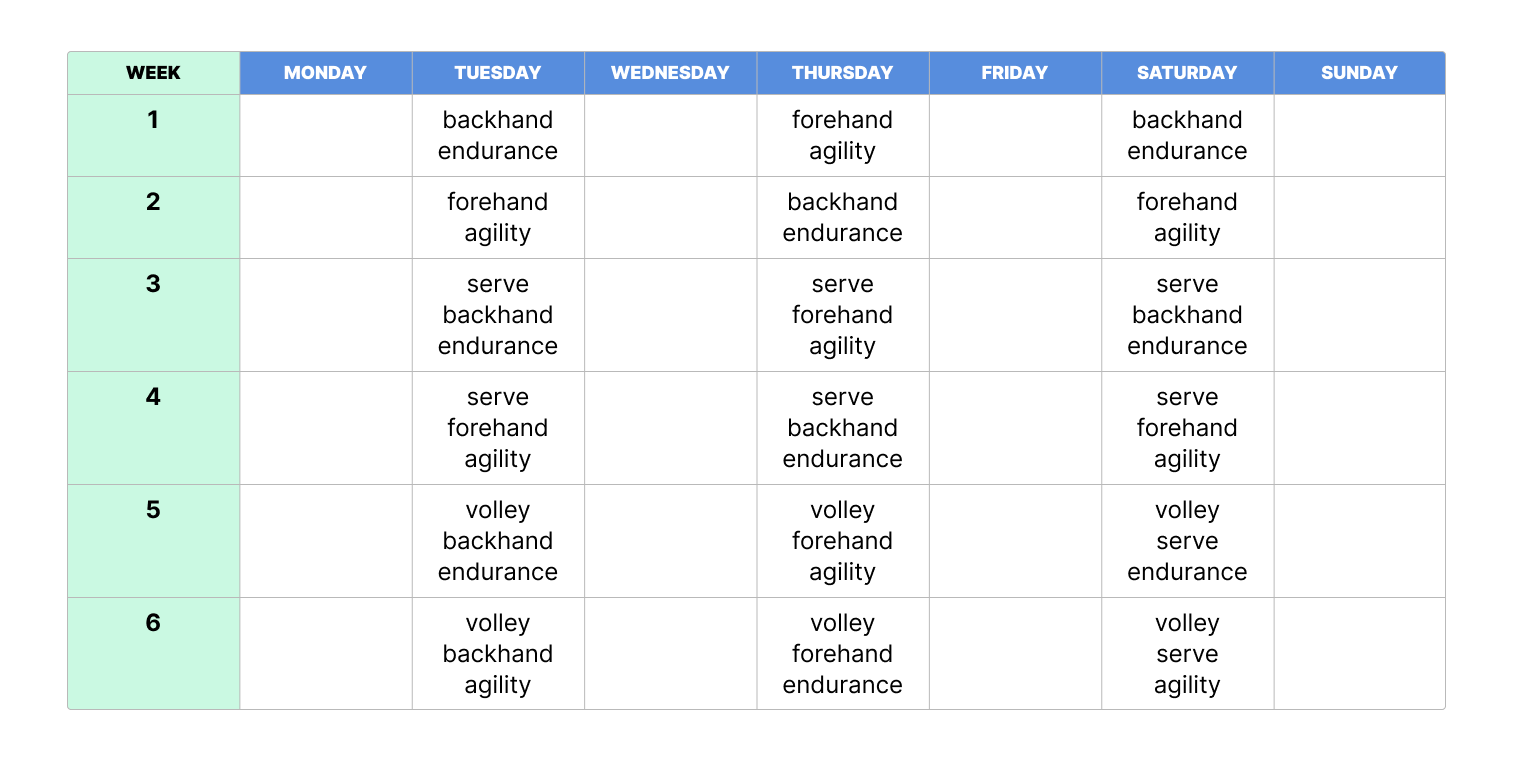 WEEK MONDAY TUESDAY WEDNESDAY THURSDAY FRIDAY SATURDAY SUNDAY
1 backhand forehand backhand
endurance agility endurance
2 forehand backhand forehand
agility endurance agility
3 serve serve serve
backhand forehand backhand
endurance agility endurance
4 serve serve serve
forehand backhand forehand
agility endurance agility
5 volley volley volley
backhand forehand serve
endurance agility endurance
6 volley volley volley
backhand forehand serve
agility endurance agility